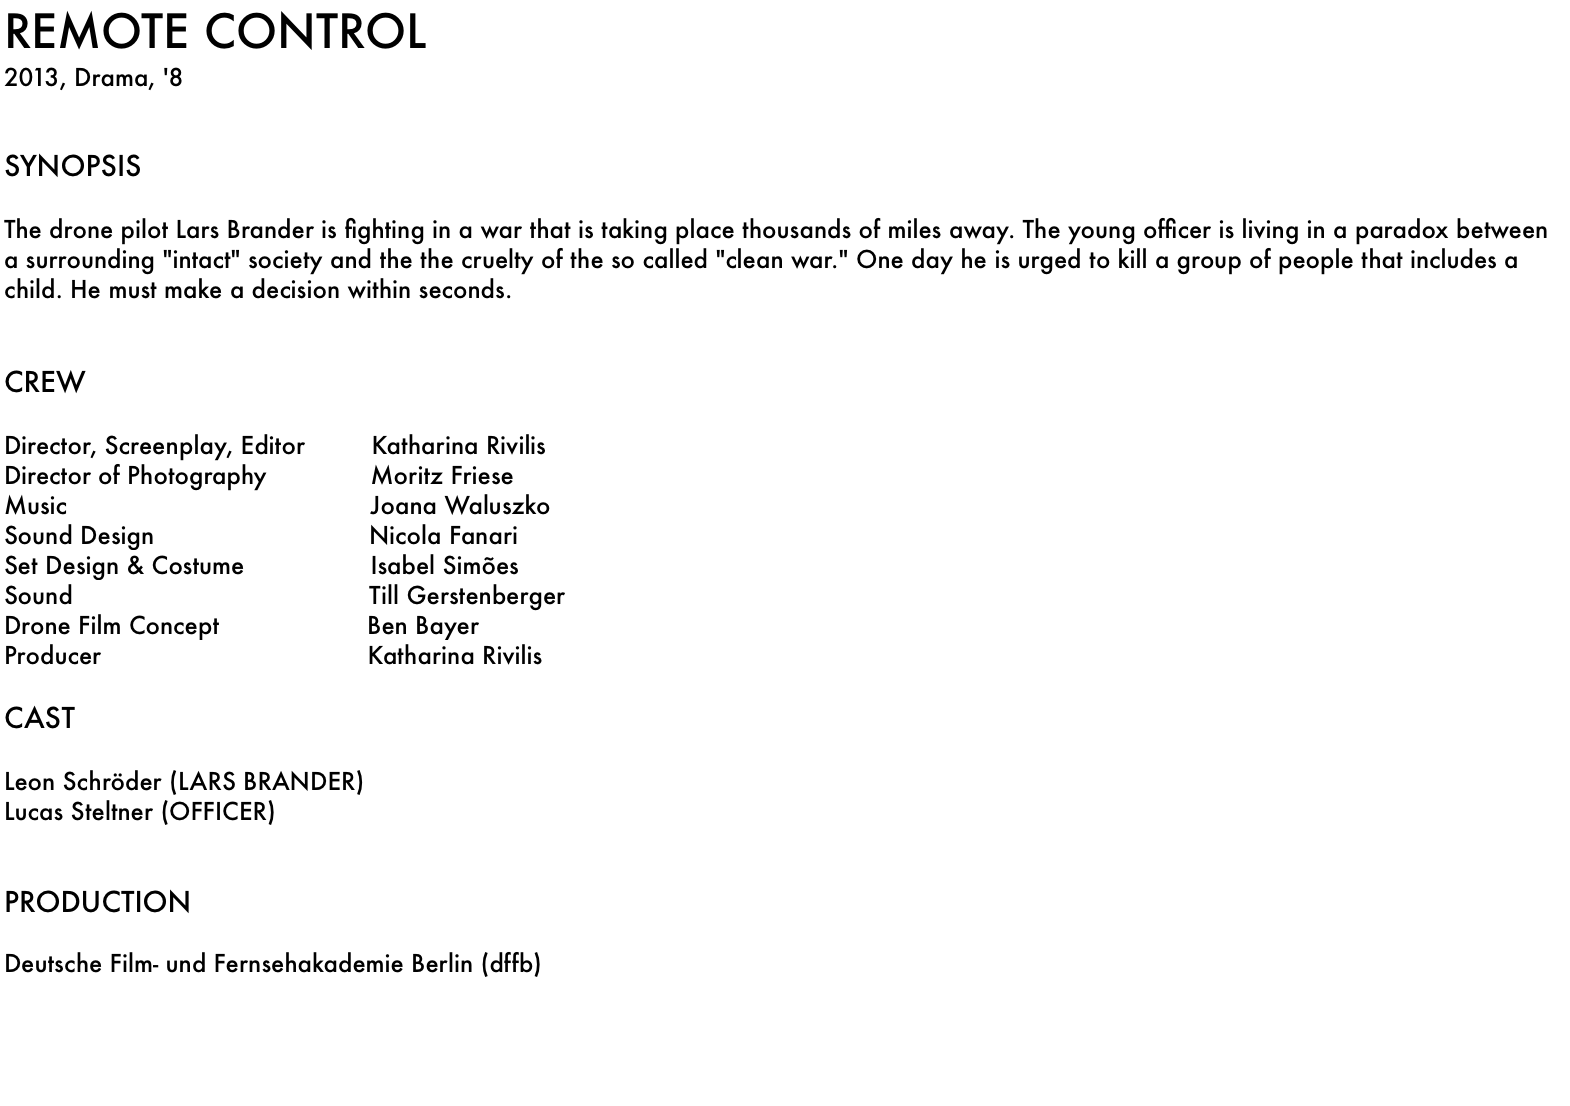 REMOTE CONTROL
2013, Drama, '8
SYNOPSIS
The drone pilot Lars Brander is fighting in a war that is taking place thousands of miles away. The young officer is living in a paradox between
a surrounding "intact" society and the the cruelty of the so called "clean war." One day he is urged to kill a group of people that includes a
child. He must make a decision within seconds.
CREW
Director, Screenplay, Editor Katharina Rivilis
Director of Photography Moritz Friese
Music Joana Waluszko
Sound Design Nicola Fanari
Set Design & Costume Isabel Simões
Sound Till Gerstenberger
Drone Film Concept Ben Bayer
Producer Katharina Rivilis
CAST
Leon Schröder (LARS BRANDER)
Lucas Steltner (OFFICER)
PRODUCTION
Deutsche Film- und Fernsehakademie Berlin (dffb)